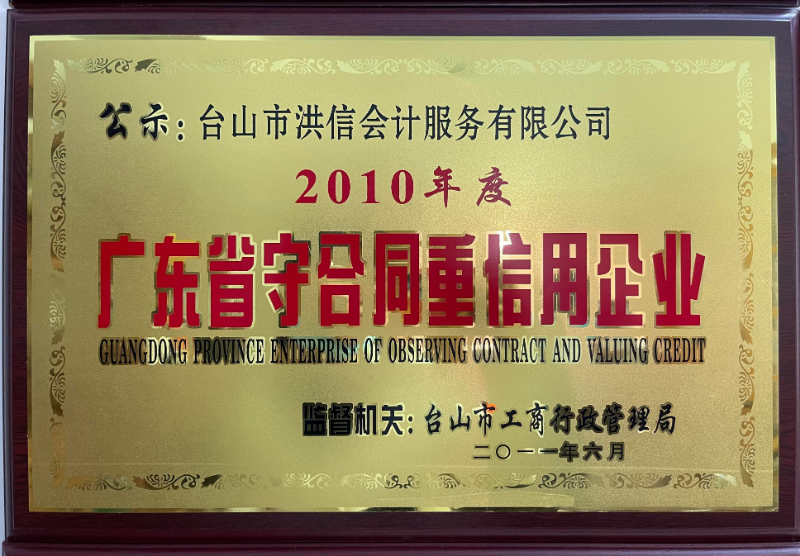 公示：台山市洪信会计服务有限公司
2010年度
广东省守合同重信用企业
GUANGDONG PROVINCE ENTERPRISE OF OBSERVING CONTRACT AND VALUING CREDIT
监督机关：台山市工商行政管理局
二〇一一年六月